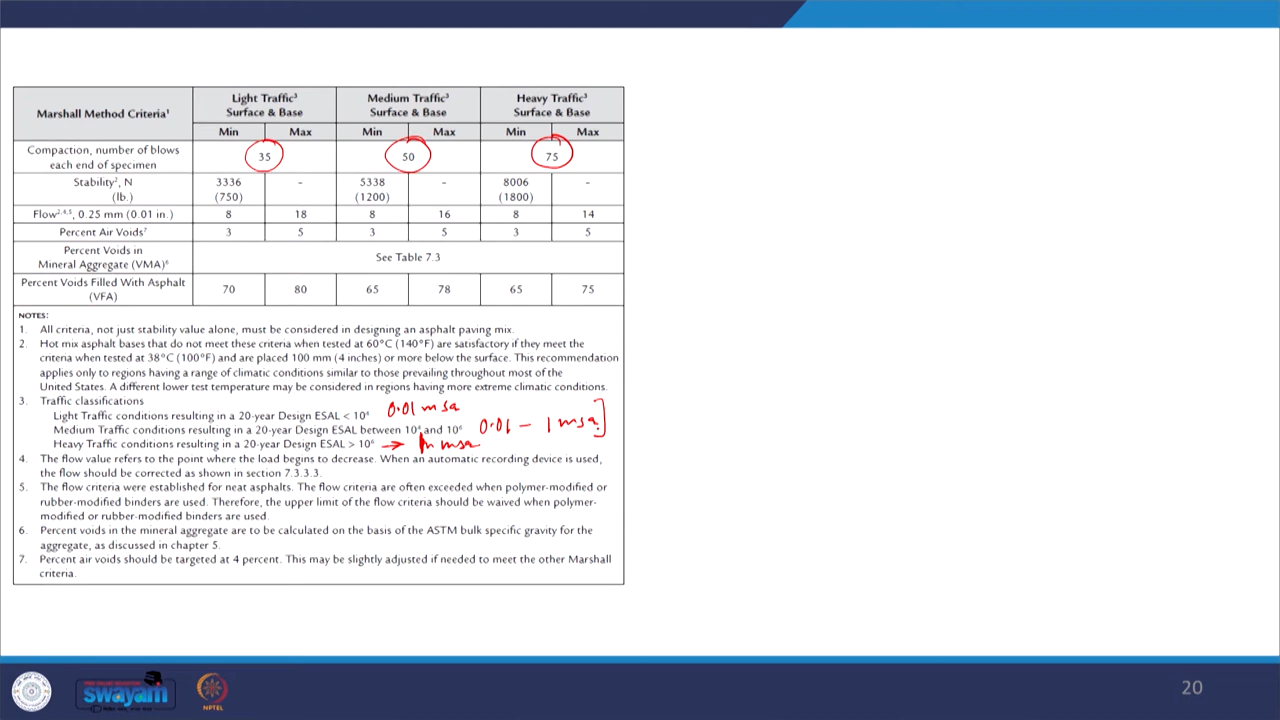 Marshall Method Criteria¹ Light Traffic³ Surface & Base Medium Traffic³ Surface & Base Heavy Traffic³ Surface & Base
Min Max Min Max Min Max
Compaction, number of blows each end of specimen 35 50 75
Stability², N 3336 - 5338 - 8006 -
(lb.) (750) (1200) (1800)
Flow²,⁴,⁵, 0.25 mm (0.01 in.) 8 18 8 16 8 14
Percent Air Voids⁷ 3 5 3 5 3 5
Percent Voids in Mineral Aggregate (VMA)⁶ See Table 7.3
Percent Voids Filled With Asphalt (VFA) 70 80 65 78 65 75
NOTES:
1. All criteria, not just stability value alone, must be considered in designing an asphalt paving mix.
2. Hot mix asphalt bases that do not meet these criteria when tested at 60°C (140°F) are satisfactory if they meet the
criteria when tested at 38°C (100°F) and are placed 100 mm (4 inches) or more below the surface. This recommendation
applies only to regions having a range of climatic conditions similar to those prevailing throughout most of the
United States. A different lower test temperature may be considered in regions having more extreme climatic conditions.
3. Traffic classifications
Light Traffic conditions resulting in a 20-year Design ESAL < 10⁴ 0.01 msa
Medium Traffic conditions resulting in a 20-year Design ESAL between 10⁴ and 10⁶ 0.01 – 1 msa
Heavy Traffic conditions resulting in a 20-year Design ESAL > 10⁶ → msa
4. The flow value refers to the point where the load begins to decrease. When an automatic recording device is used,
the flow should be corrected as shown in section 7.3.3.3.
5. The flow criteria were established for neat asphalts. The flow criteria are often exceeded when polymer-modified or
rubber-modified binders are used. Therefore, the upper limit of the flow criteria should be waived when polymer-
modified or rubber-modified binders are used.
6. Percent voids in the mineral aggregate are to be calculated on the basis of the ASTM bulk specific gravity for the
aggregate, as discussed in chapter 5.
7. Percent air voids should be targeted at 4 percent. This may be slightly adjusted if needed to meet the other Marshall
criteria.
swayam
NPTEL
20